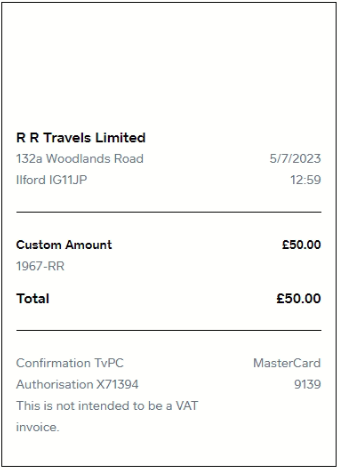 R R Travels Limited
132a Woodlands Road 5/7/2023
Ilford IG11JP 12:59
Custom Amount £50.00
1967-RR
Total £50.00
Confirmation TvPC MasterCard
Authorisation X71394 9139
This is not intended to be a VAT
invoice.